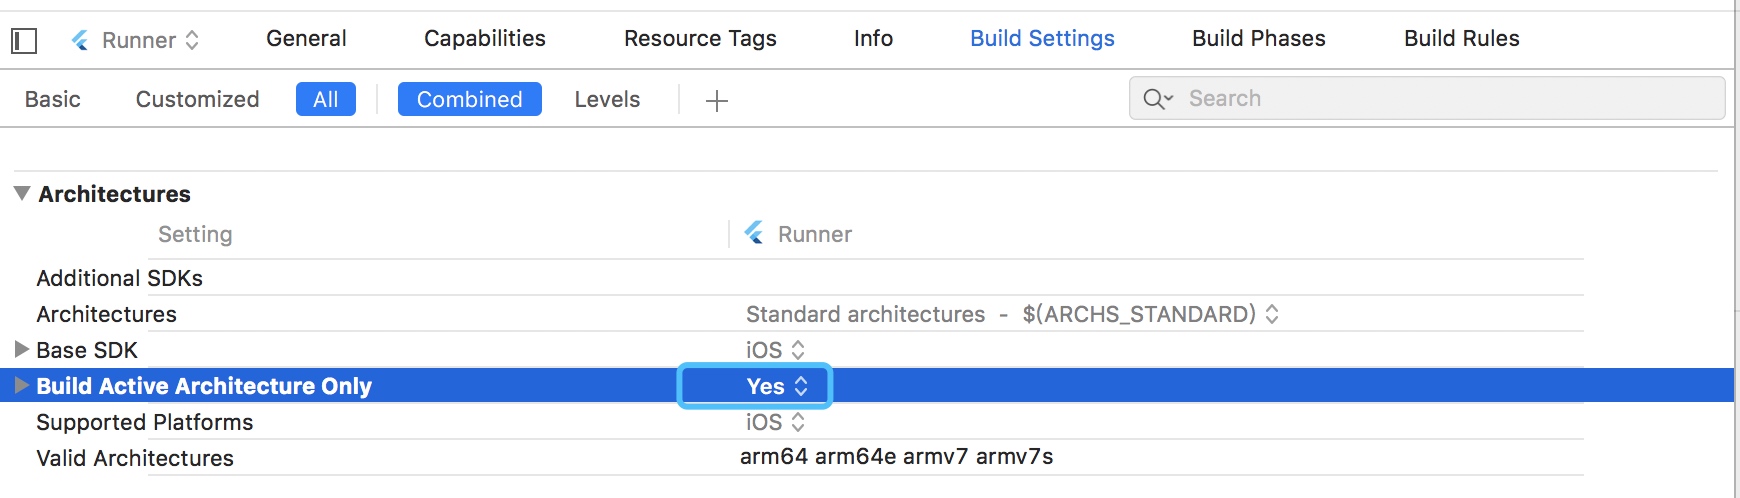 Runner General Capabilities Resource Tags Info Build Settings Build Phases Build Rules
Basic Customized All Combined Levels + Search
Architectures
Setting Runner
Additional SDKs
Architectures Standard architectures - $(ARCHS_STANDARD)
Base SDK iOS
Build Active Architecture Only Yes
Supported Platforms iOS
Valid Architectures arm64 arm64e armv7 armv7s